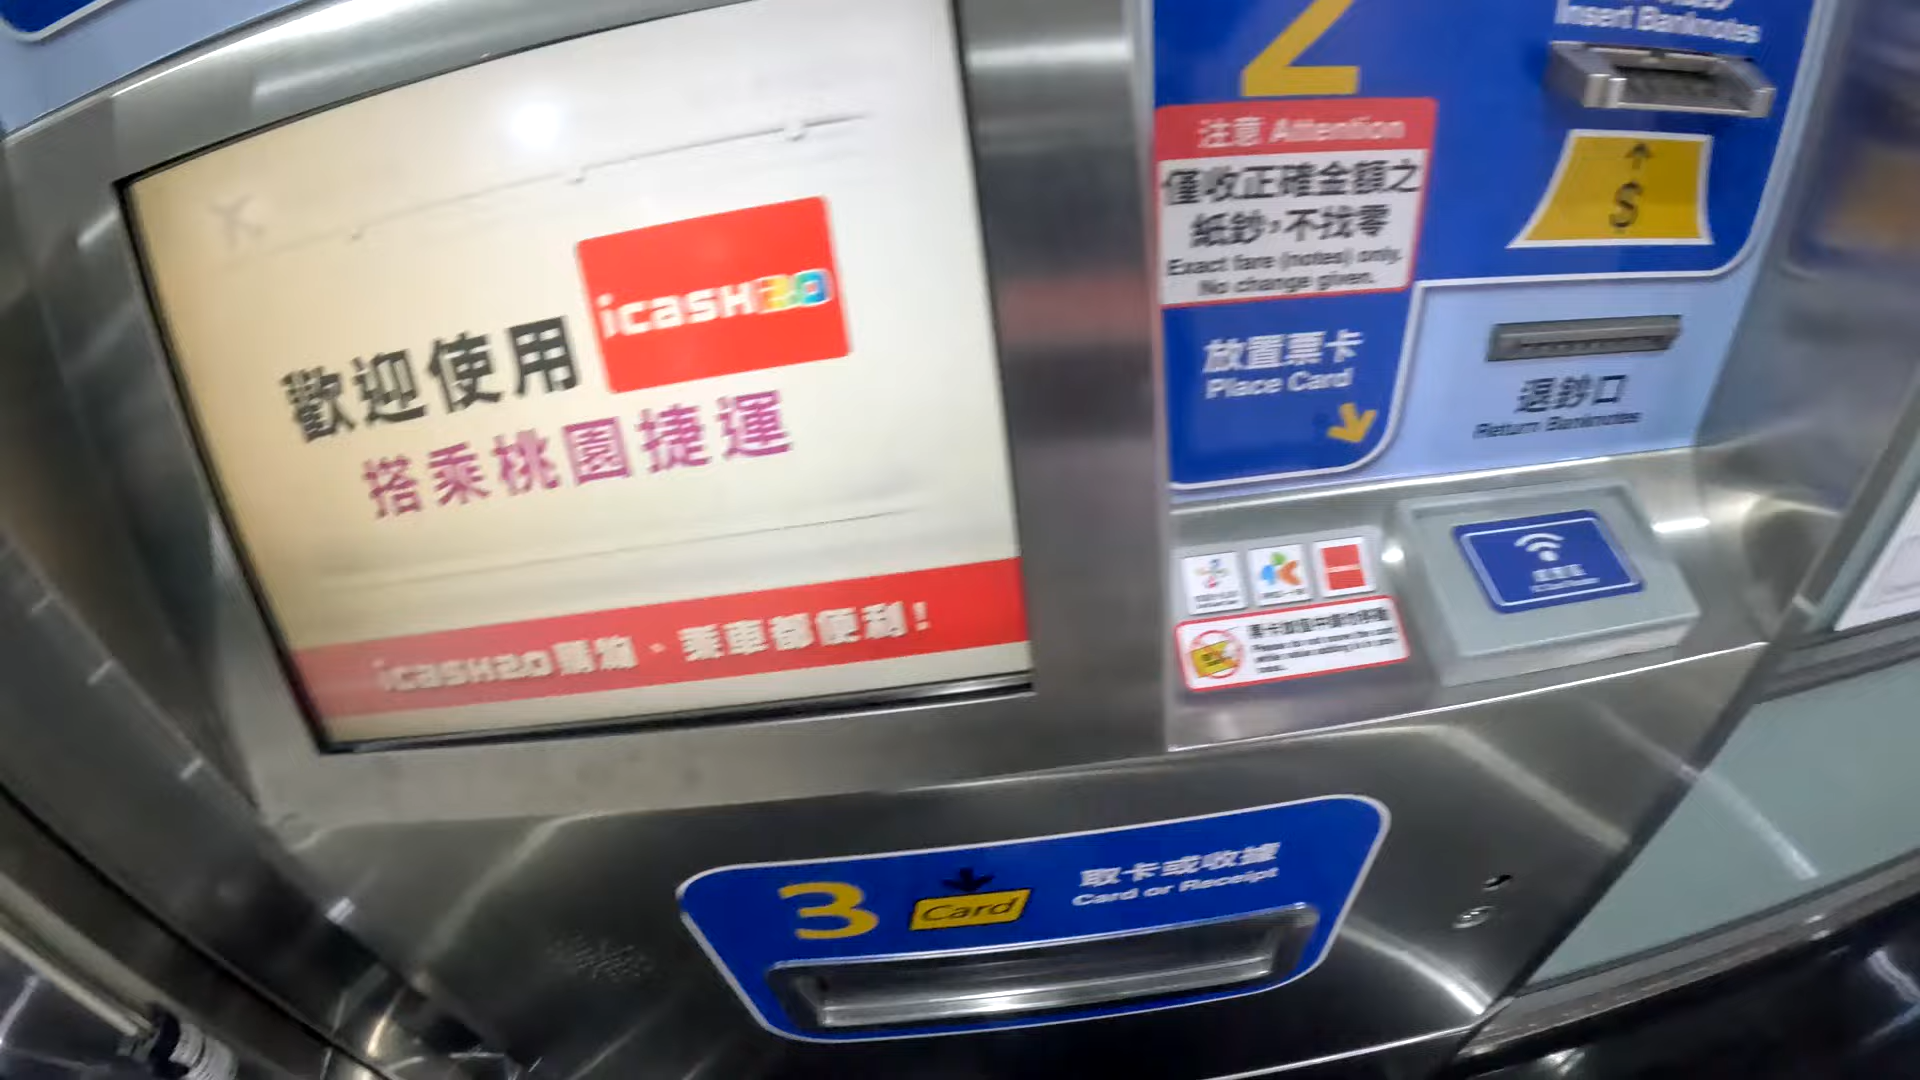 歡迎使用
icash2.0
搭乘桃園捷運
icash2.0購物、乘車都便利!
2
Insert Banknotes
$
注意 Attention
僅收正確金額之
紙鈔,不找零
Exact fare (notes) only.
No change given.
放置票卡
Place Card
退鈔口
Return Banknotes
3
Card
取卡或收據
Card or Receipt